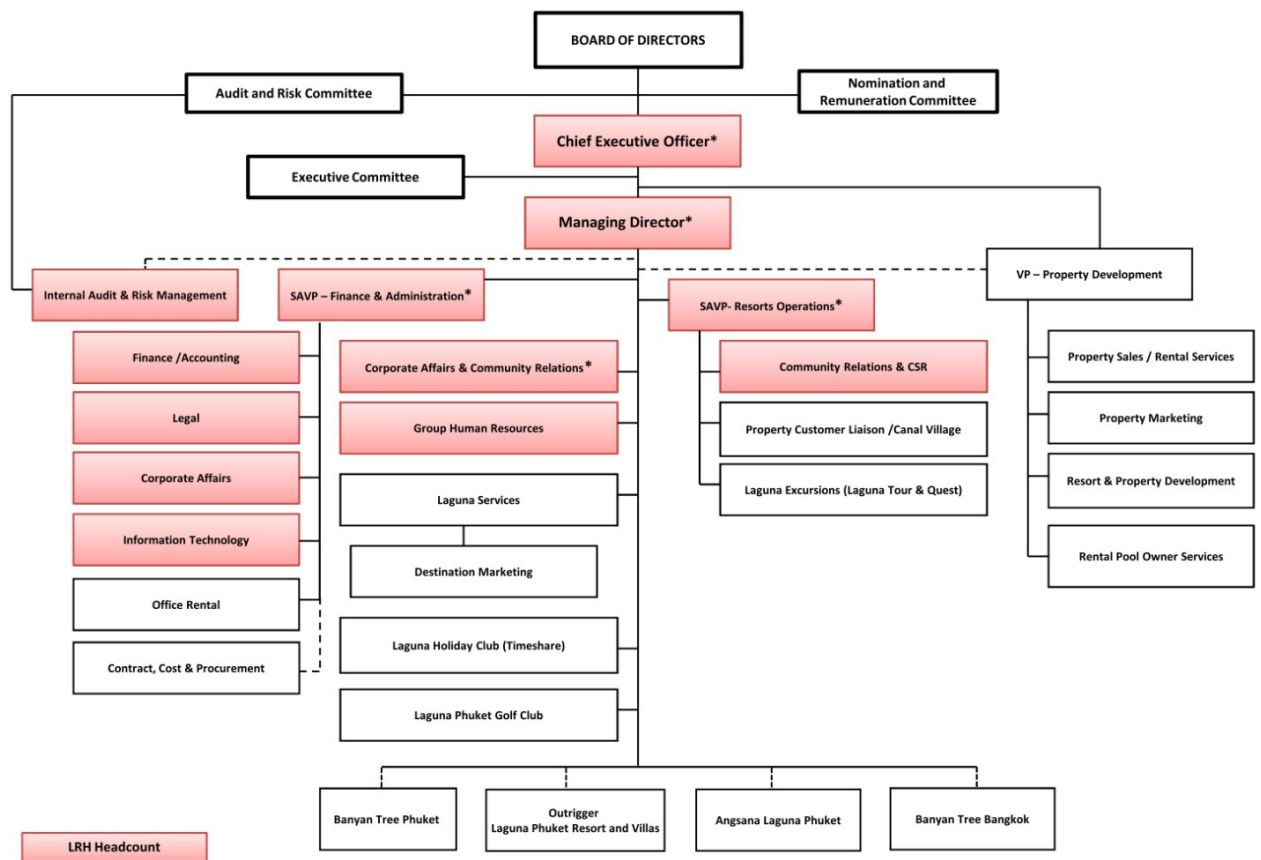 BOARD OF DIRECTORS
Audit and Risk Committee
Nomination and
Remuneration Committee
Chief Executive Officer*
Executive Committee
Managing Director*
VP – Property Development
Internal Audit & Risk Management
SAVP – Finance & Administration*
SAVP- Resorts Operations*
Finance /Accounting
Corporate Affairs & Community Relations*
Community Relations & CSR
Property Sales / Rental Services
Legal
Group Human Resources
Property Customer Liaison /Canal Village
Property Marketing
Corporate Affairs
Laguna Services
Laguna Excursions (Laguna Tour & Quest)
Resort & Property Development
Information Technology
Destination Marketing
Rental Pool Owner Services
Office Rental
Contract, Cost & Procurement
Laguna Holiday Club (Timeshare)
Laguna Phuket Golf Club
Banyan Tree Phuket
Outrigger
Laguna Phuket Resort and Villas
Angsana Laguna Phuket
Banyan Tree Bangkok
LRH Headcount